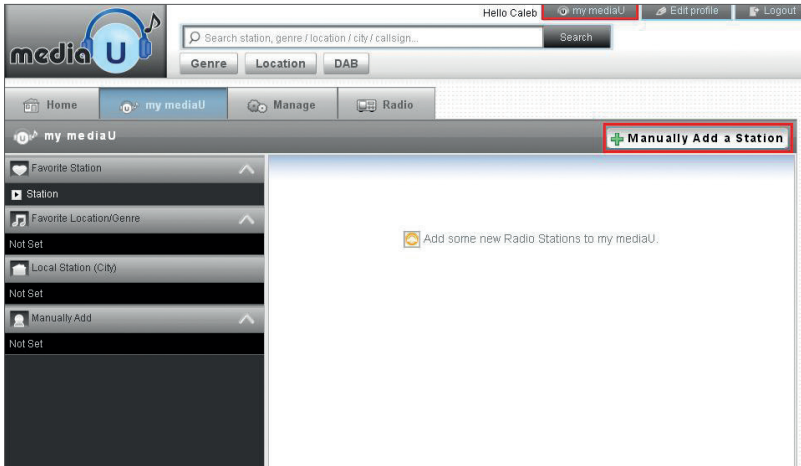 Hello Caleb my mediaU Edit profile Logout
media U
Search station, genre / location / city / callsign... Search
Genre Location DAB
Home my mediaU Manage Radio
my mediaU Manually Add a Station
Favorite Station
Station
Favorite Location/Genre
Not Set
Local Station (City)
Not Set
Manually Add
Not Set
Add some new Radio Stations to my mediaU.